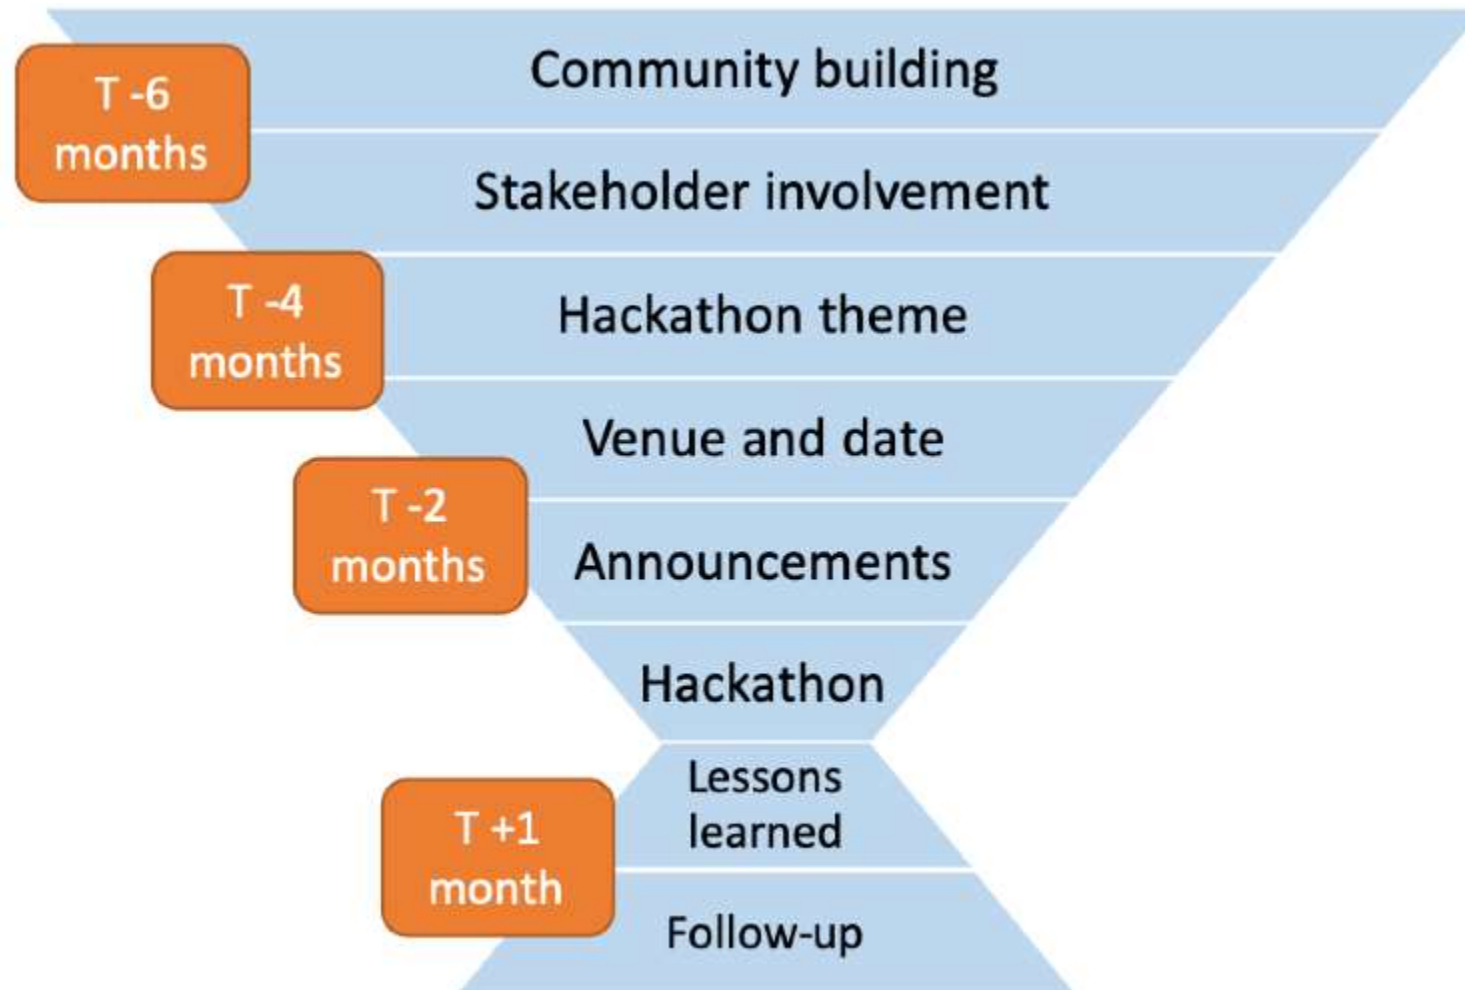 Community building
T -6
months
Stakeholder involvement
T -4
months
Hackathon theme
Venue and date
T -2
months
Announcements
Hackathon
Lessons
learned
T +1
month
Follow-up